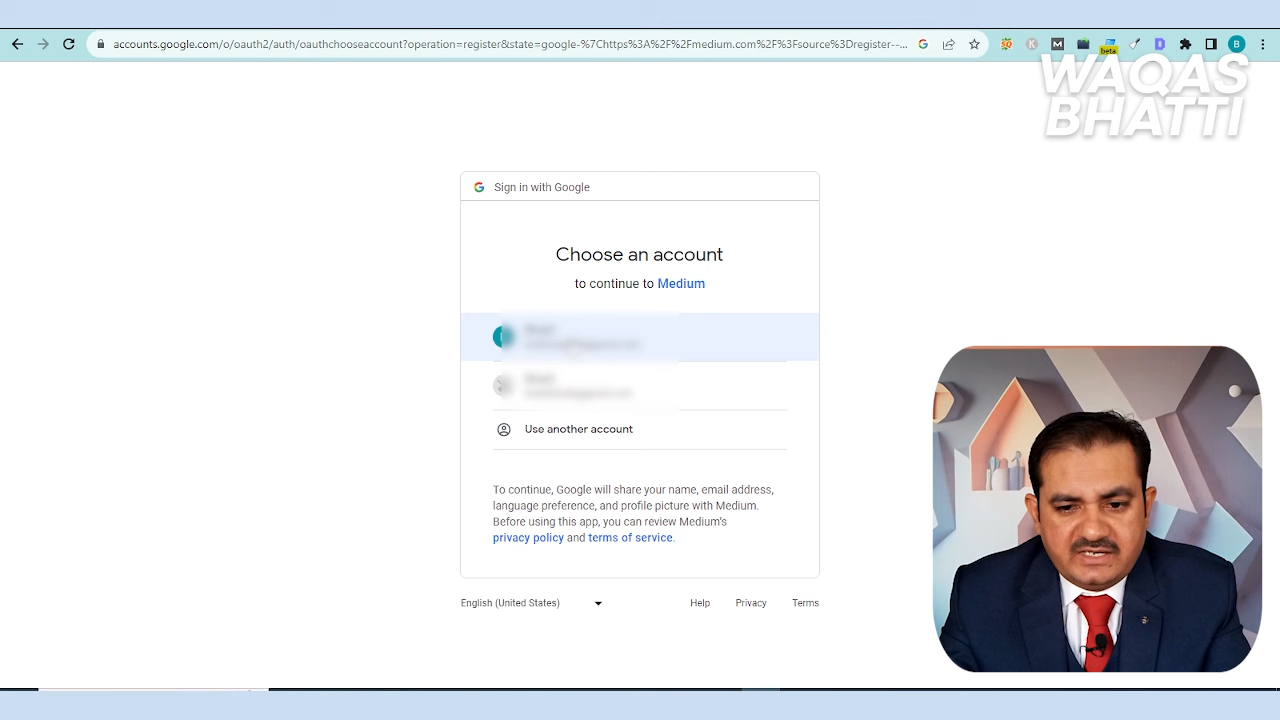 accounts.google.com/o/oauth2/auth/oauthchooseaccount?operation=register&state=google-%7Chttps%3A%2F%2Fmedium.com%2F%3Fsource%3Dregister--...
beta
B
WAQAS
BHATTI
Sign in with Google
Choose an account
to continue to Medium
Use another account
To continue, Google will share your name, email address,
language preference, and profile picture with Medium.
Before using this app, you can review Medium's
privacy policy and terms of service.
English (United States)
Help
Privacy
Terms